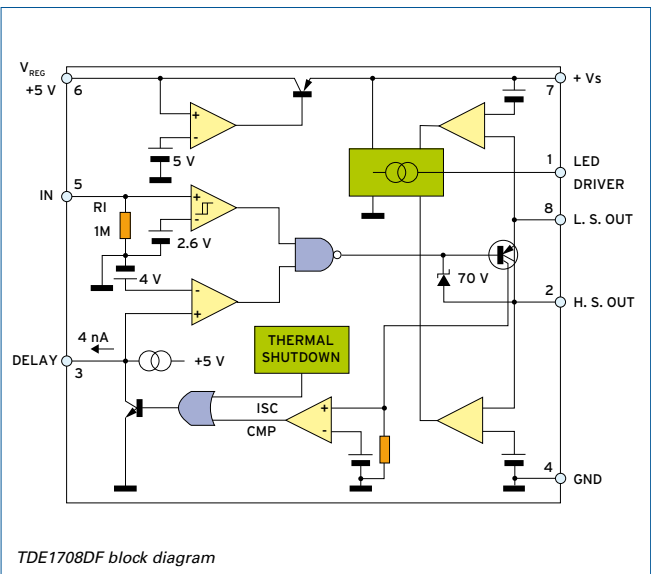 V REG
+5 V
6
7
+ Vs
+
-
5 V
1
LED
DRIVER
5
IN
RI
1M
+
-
2.6 V
8
L. S. OUT
4 V
-
+
70 V
2
H. S. OUT
4 nA
DELAY
3
+5 V
THERMAL
SHUTDOWN
ISC
CMP
+
-
4
GND
TDE1708DF block diagram